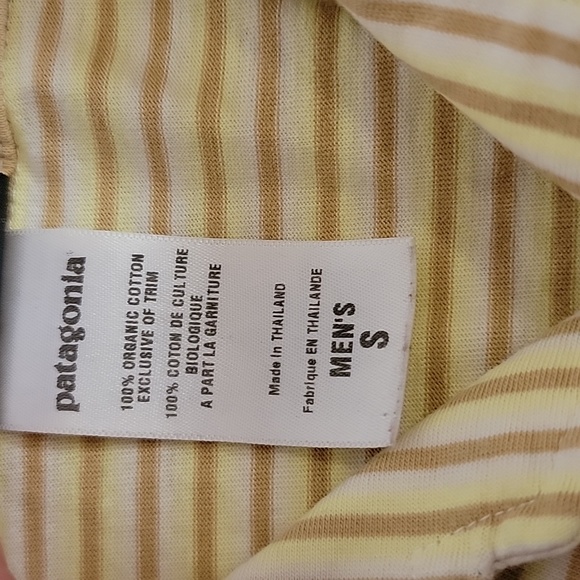 patagonia
100% ORGANIC COTTON
EXCLUSIVE OF TRIM
100% COTON DE CULTURE
BIOLOGIQUE
A PART LA GARNITURE
Made in THAILAND
Fabriqué EN THAILANDE
MEN'S
S